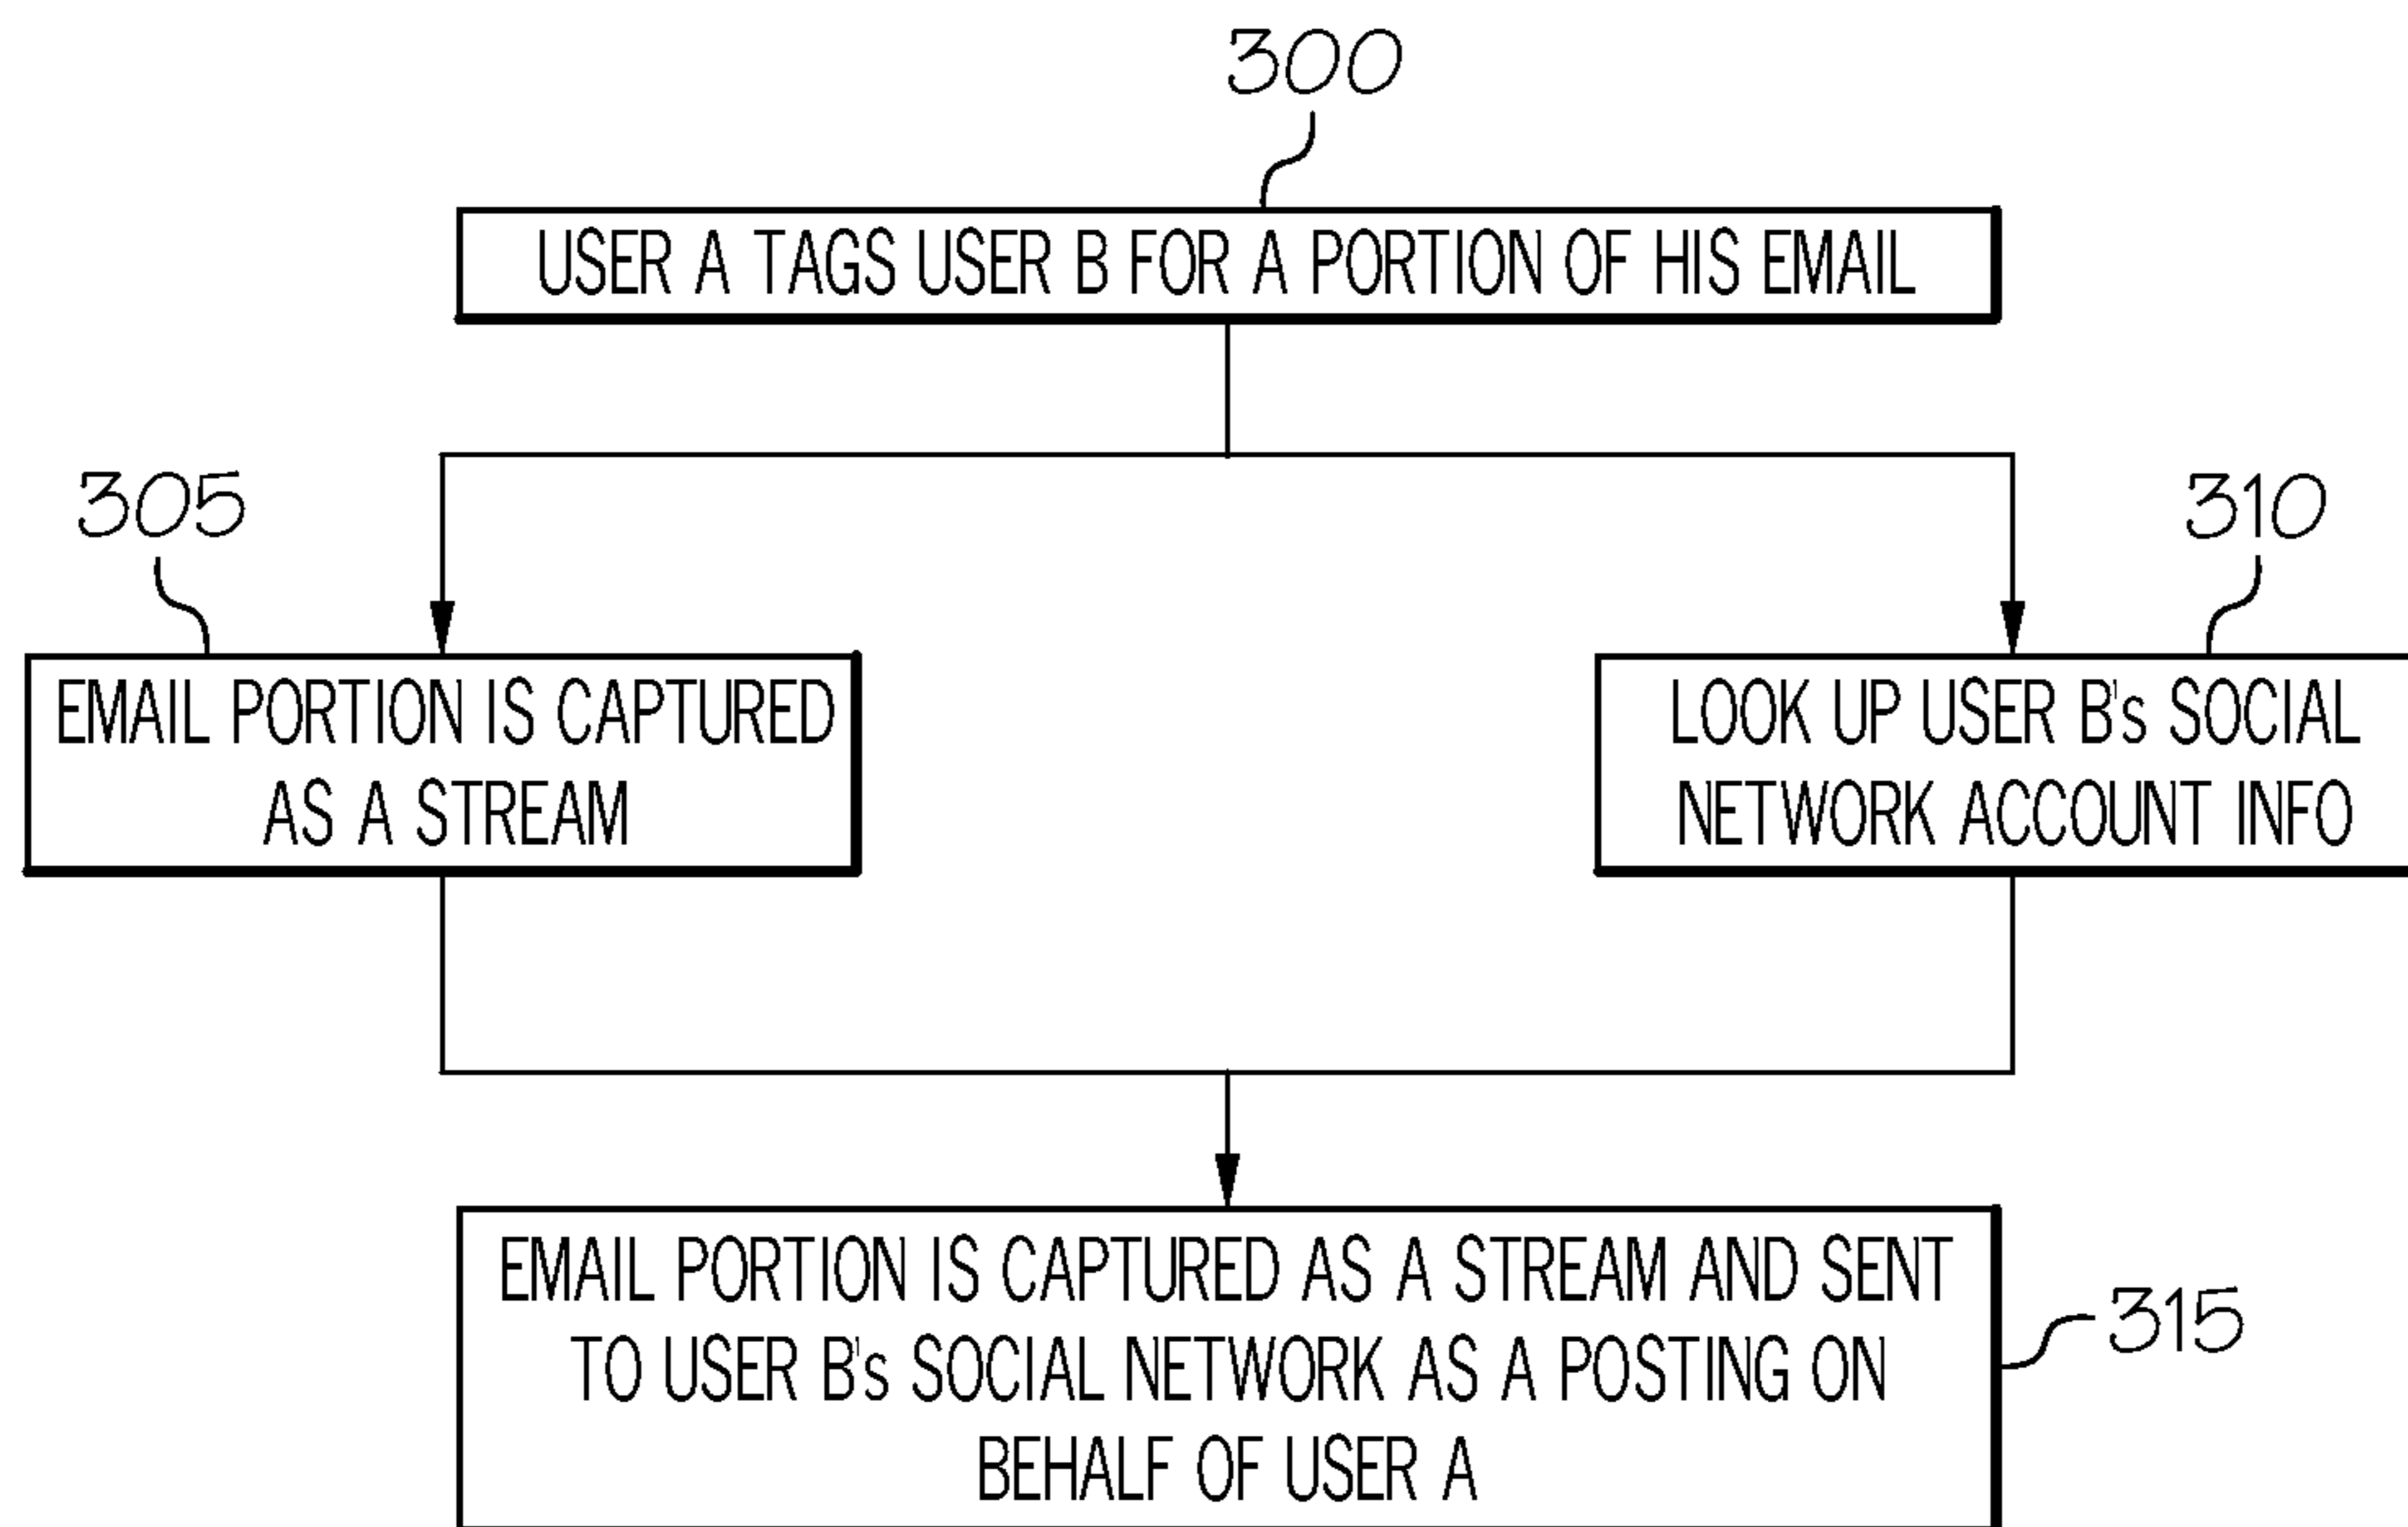 300
USER A TAGS USER B FOR A PORTION OF HIS EMAIL
305
310
EMAIL PORTION IS CAPTURED
AS A STREAM
LOOK UP USER B's SOCIAL
NETWORK ACCOUNT INFO
EMAIL PORTION IS CAPTURED AS A STREAM AND SENT
TO USER B's SOCIAL NETWORK AS A POSTING ON
BEHALF OF USER A
315